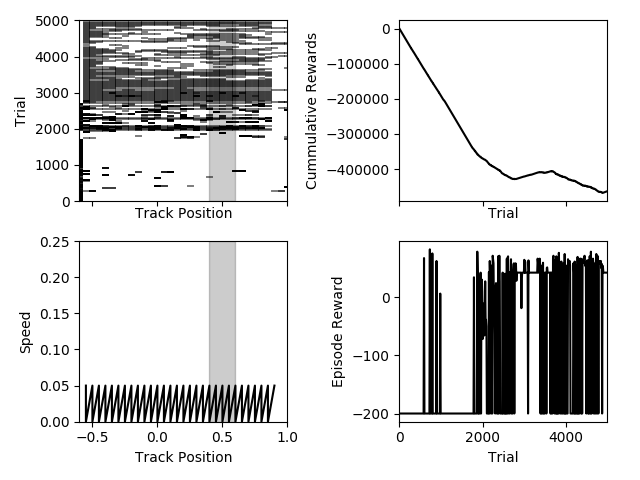 5000
4000
3000
2000
1000
0
Trial
Track Position
0
−100000
−200000
−300000
−400000
Cummulative Rewards
Trial
0.25
0.20
0.15
0.10
0.05
0.00
Speed
−0.5 0.0 0.5 1.0
Track Position
0
−100
−200
Episode Reward
0 2000 4000
Trial